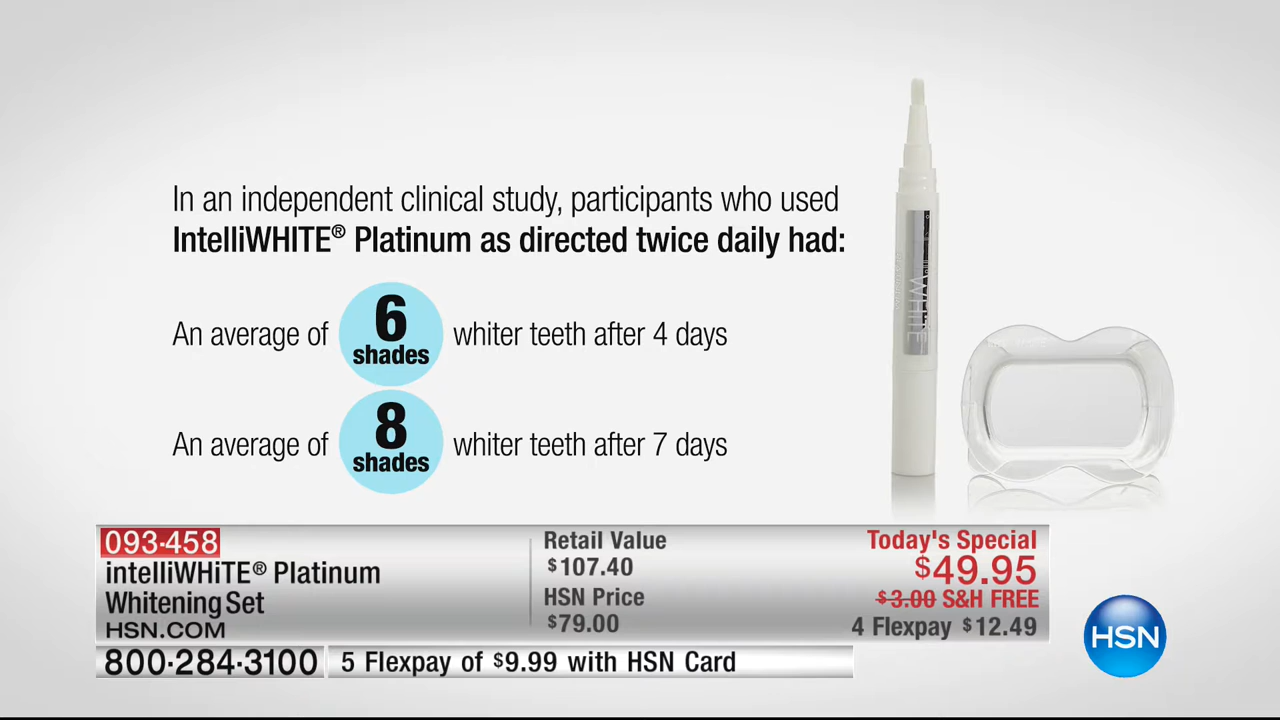 In an independent clinical study, participants who used
IntelliWHITE® Platinum as directed twice daily had:
An average of 6 shades whiter teeth after 4 days
An average of 8 shades whiter teeth after 7 days
WHITE
093-458
intelliWHiTE® Platinum
Whitening Set
HSN.COM
Retail Value
$107.40
HSN Price
$79.00
Today's Special
$49.95
$3.00 S&H FREE
4 Flexpay $12.49
HSN
800-284-3100
5 Flexpay of $9.99 with HSN Card